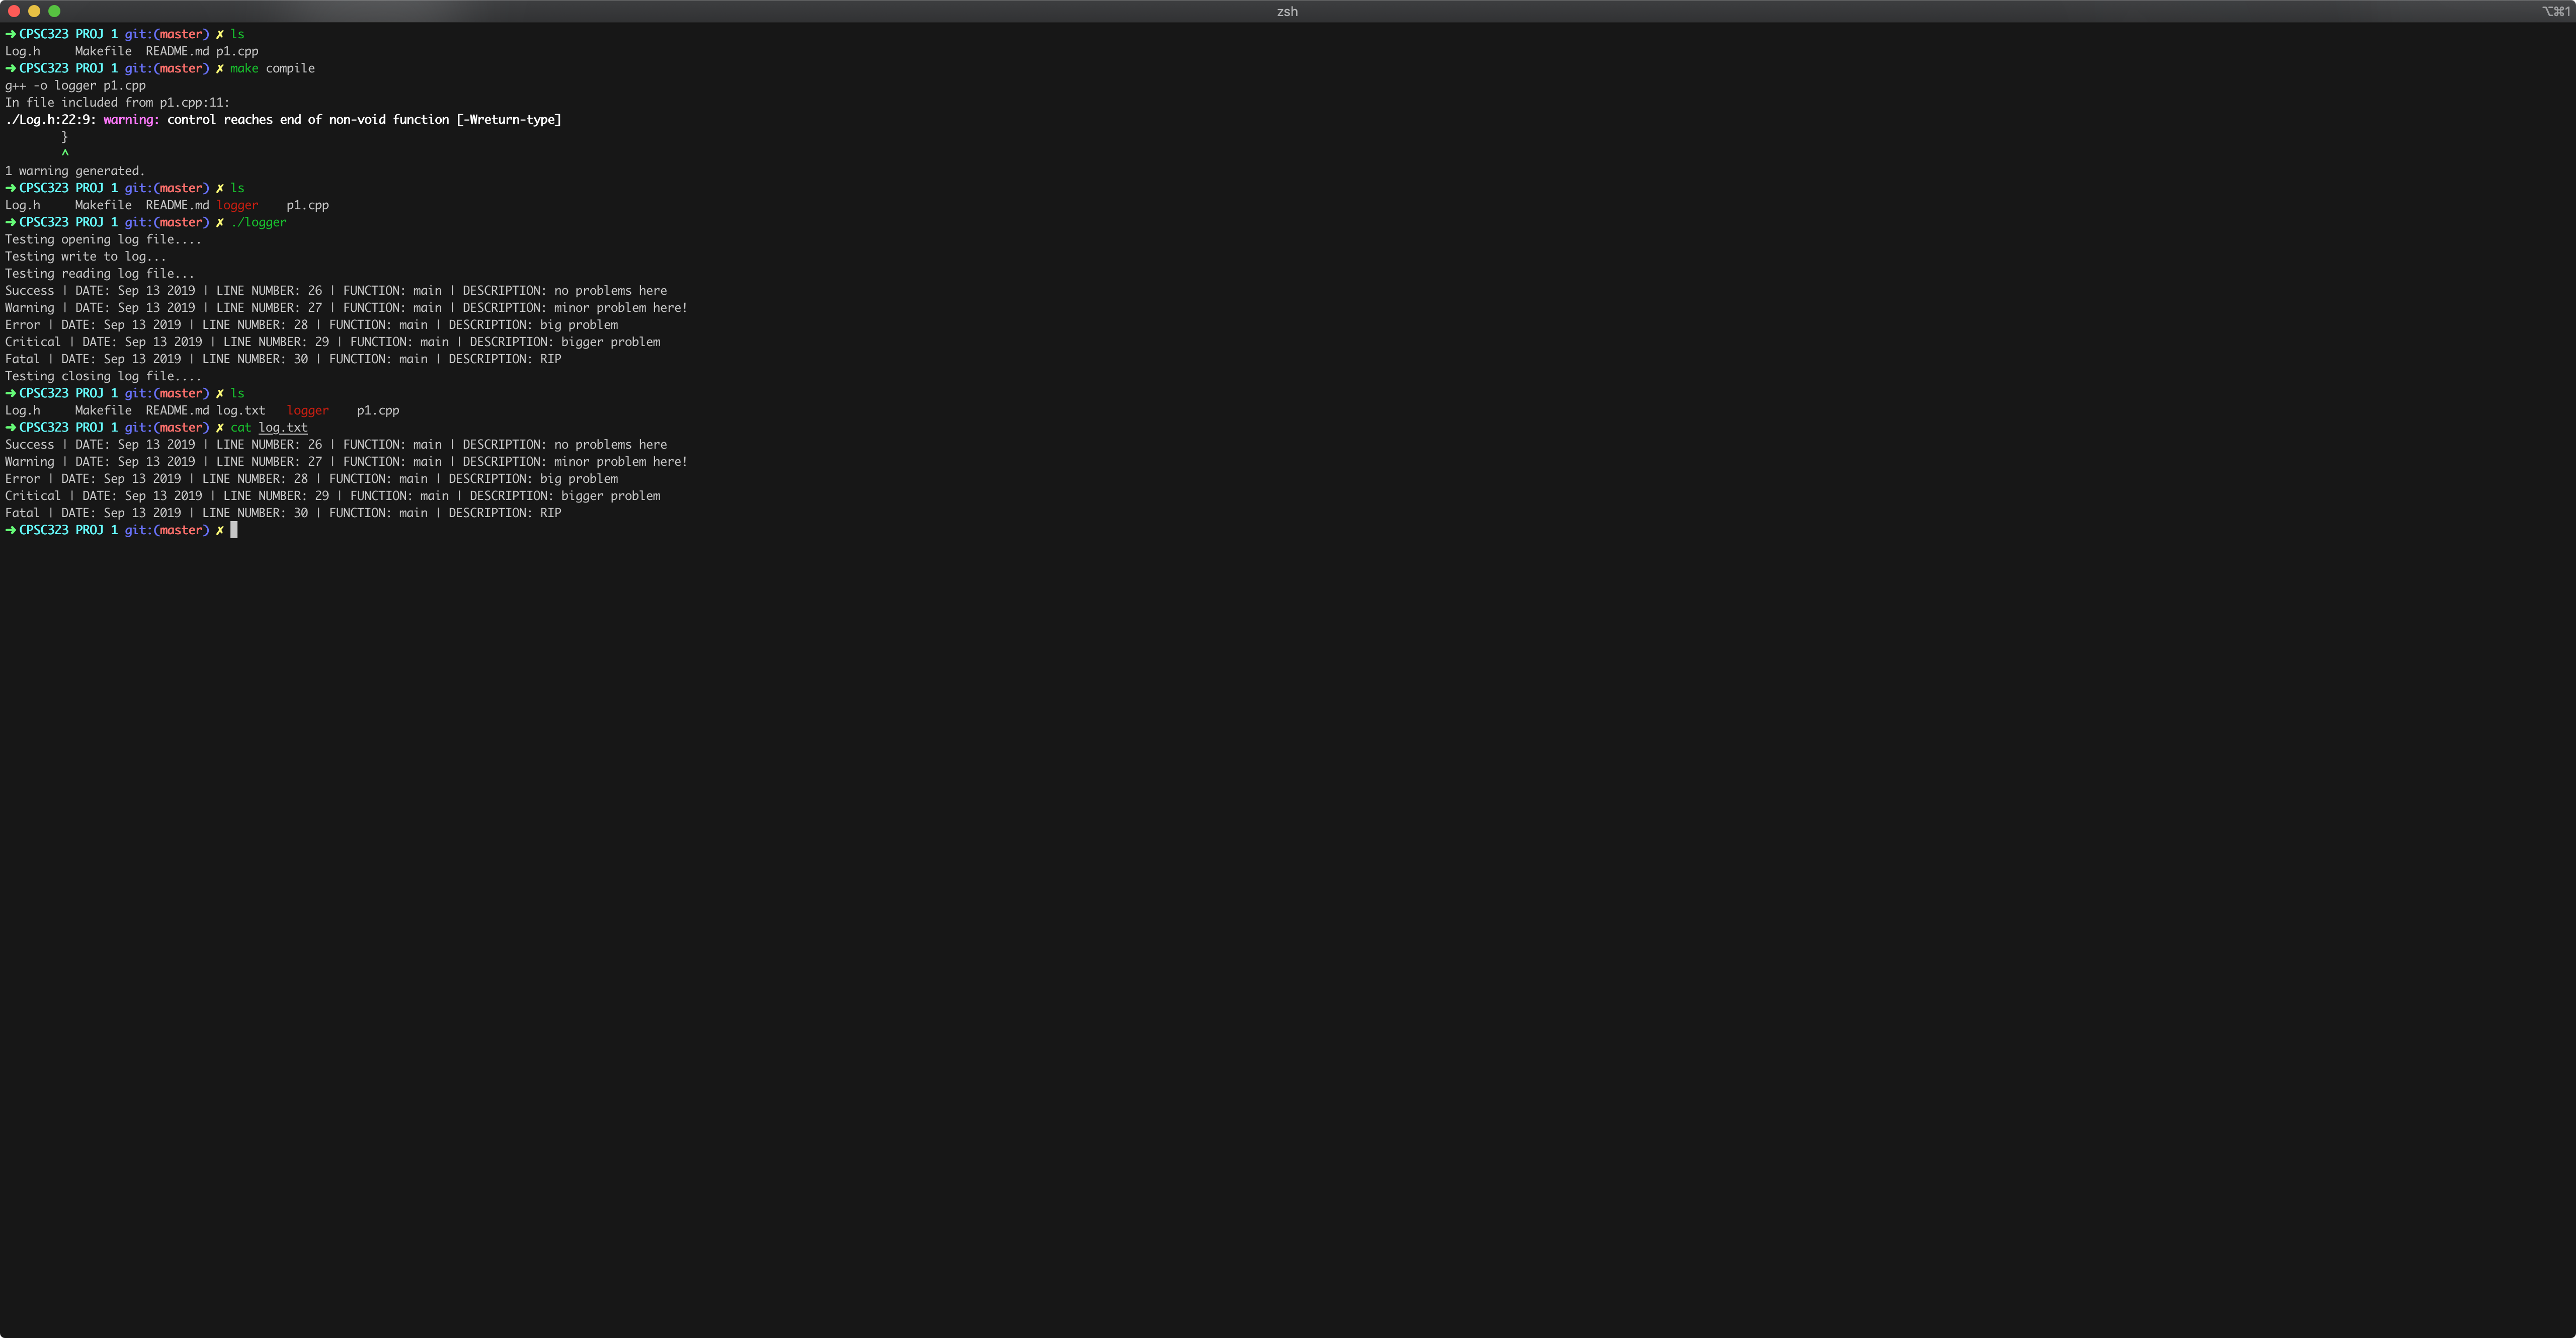 zsh
⌥⌘1
➜ CPSC323 PROJ 1 git:(master) ✗ ls
Log.h     Makefile  README.md p1.cpp
➜ CPSC323 PROJ 1 git:(master) ✗ make compile
g++ -o logger p1.cpp
In file included from p1.cpp:11:
./Log.h:22:9: warning: control reaches end of non-void function [-Wreturn-type]
        }
        ^
1 warning generated.
➜ CPSC323 PROJ 1 git:(master) ✗ ls
Log.h     Makefile  README.md logger    p1.cpp
➜ CPSC323 PROJ 1 git:(master) ✗ ./logger
Testing opening log file....
Testing write to log...
Testing reading log file...
Success | DATE: Sep 13 2019 | LINE NUMBER: 26 | FUNCTION: main | DESCRIPTION: no problems here
Warning | DATE: Sep 13 2019 | LINE NUMBER: 27 | FUNCTION: main | DESCRIPTION: minor problem here!
Error | DATE: Sep 13 2019 | LINE NUMBER: 28 | FUNCTION: main | DESCRIPTION: big problem
Critical | DATE: Sep 13 2019 | LINE NUMBER: 29 | FUNCTION: main | DESCRIPTION: bigger problem
Fatal | DATE: Sep 13 2019 | LINE NUMBER: 30 | FUNCTION: main | DESCRIPTION: RIP
Testing closing log file....
➜ CPSC323 PROJ 1 git:(master) ✗ ls
Log.h     Makefile  README.md log.txt   logger    p1.cpp
➜ CPSC323 PROJ 1 git:(master) ✗ cat log.txt
Success | DATE: Sep 13 2019 | LINE NUMBER: 26 | FUNCTION: main | DESCRIPTION: no problems here
Warning | DATE: Sep 13 2019 | LINE NUMBER: 27 | FUNCTION: main | DESCRIPTION: minor problem here!
Error | DATE: Sep 13 2019 | LINE NUMBER: 28 | FUNCTION: main | DESCRIPTION: big problem
Critical | DATE: Sep 13 2019 | LINE NUMBER: 29 | FUNCTION: main | DESCRIPTION: bigger problem
Fatal | DATE: Sep 13 2019 | LINE NUMBER: 30 | FUNCTION: main | DESCRIPTION: RIP
➜ CPSC323 PROJ 1 git:(master) ✗